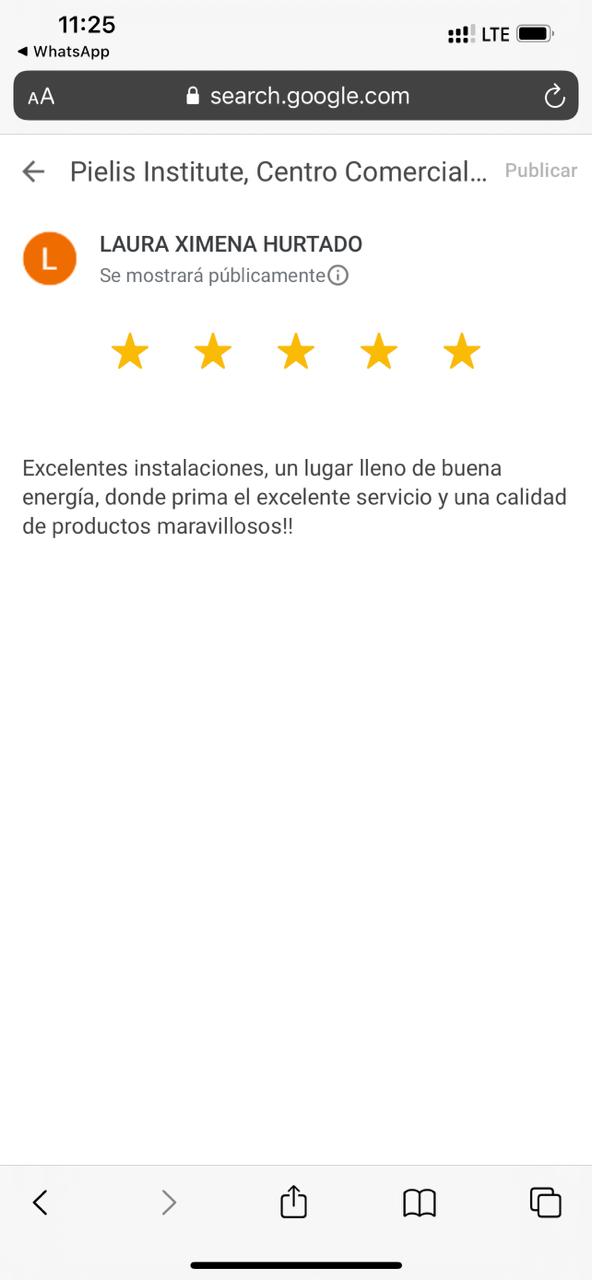 11:25
LTE
WhatsApp
AA
search.google.com
Pielis Institute, Centro Comercial...
Publicar
L
LAURA XIMENA HURTADO
Se mostrará públicamente
Excelentes instalaciones, un lugar lleno de buena
energía, donde prima el excelente servicio y una calidad
de productos maravillosos!!